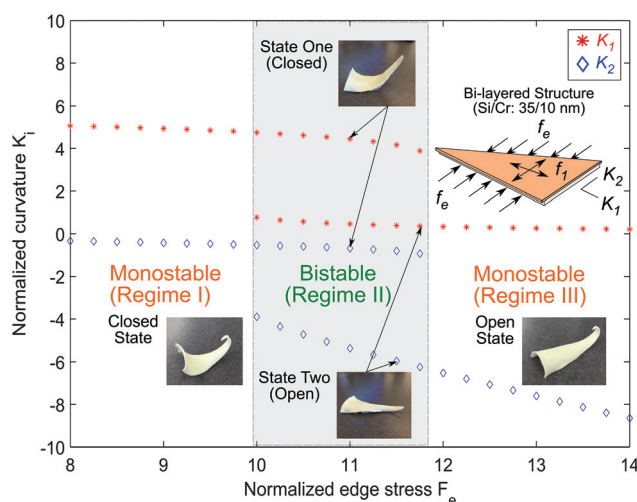 10
8
6
4
2
0
-2
-4
-6
-8
-10
Normalized curvature K_i
8
9
10
11
12
13
14
Normalized edge stress F_e
State One
(Closed)
K_1
K_2
Bi-layered Structure
(Si/Cr: 35/10 nm)
f_e
f_1
f_e
K_2
K_1
Monostable
(Regime I)
Bistable
(Regime II)
Monostable
(Regime III)
Closed
State
Open
State
State Two
(Open)